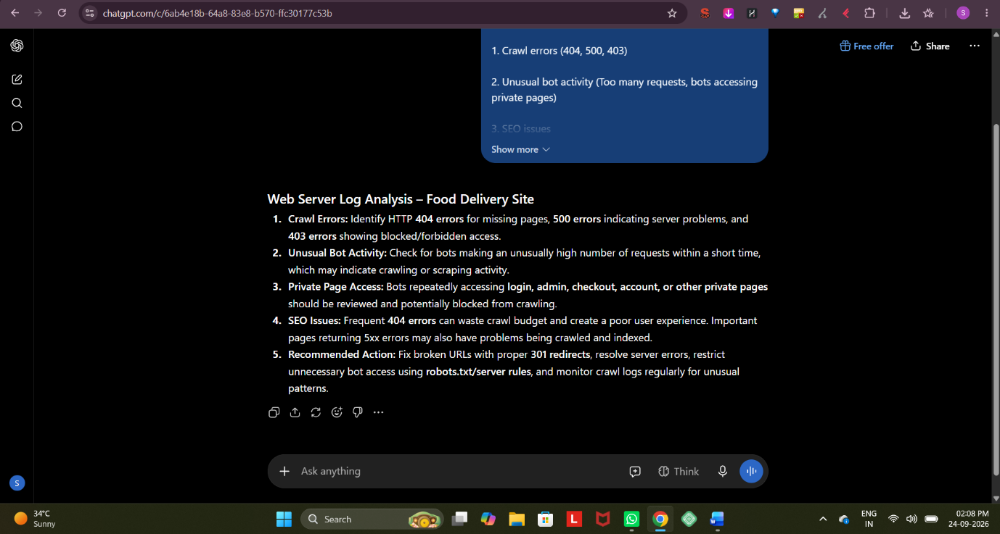 chatgpt.com/c/6ab4e18b-64a8-83e8-b570-ffc30177c53b
S
Free offer
Share
1. Crawl errors (404, 500, 403)
2. Unusual bot activity (Too many requests, bots accessing
private pages)
3. SEO issues
Show more
Web Server Log Analysis – Food Delivery Site
1. Crawl Errors: Identify HTTP 404 errors for missing pages, 500 errors indicating server problems, and
403 errors showing blocked/forbidden access.
2. Unusual Bot Activity: Check for bots making an unusually high number of requests within a short time,
which may indicate crawling or scraping activity.
3. Private Page Access: Bots repeatedly accessing login, admin, checkout, account, or other private pages
should be reviewed and potentially blocked from crawling.
4. SEO Issues: Frequent 404 errors can waste crawl budget and create a poor user experience. Important
pages returning 5xx errors may also have problems being crawled and indexed.
5. Recommended Action: Fix broken URLs with proper 301 redirects, resolve server errors, restrict
unnecessary bot access using robots.txt/server rules, and monitor crawl logs regularly for unusual
patterns.
Ask anything
Think
S
34°C
Sunny
Search
L
W
ENG
IN
02:08 PM
24-09-2026